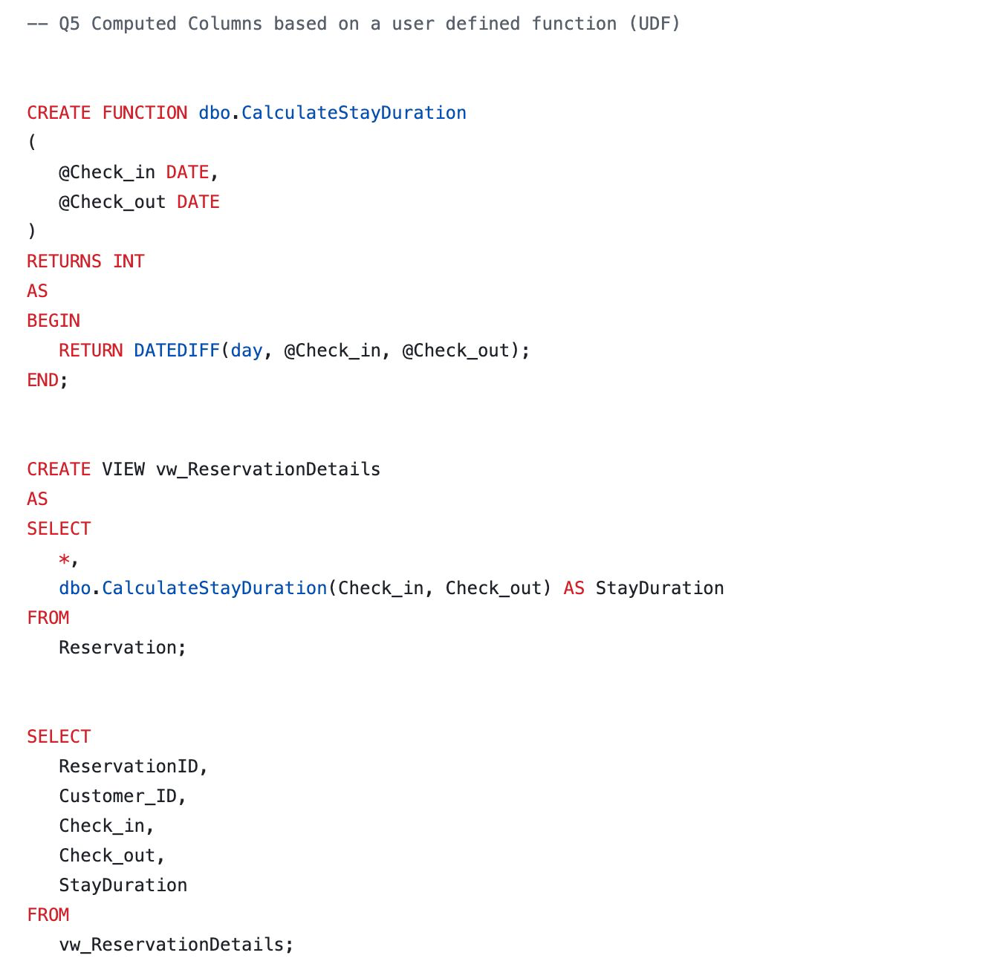 -- Q5 Computed Columns based on a user defined function (UDF)
CREATE FUNCTION dbo.CalculateStayDuration
(
   @Check_in DATE,
   @Check_out DATE
)
RETURNS INT
AS
BEGIN
   RETURN DATEDIFF(day, @Check_in, @Check_out);
END;
CREATE VIEW vw_ReservationDetails
AS
SELECT
   *,
   dbo.CalculateStayDuration(Check_in, Check_out) AS StayDuration
FROM
   Reservation;
SELECT
   ReservationID,
   Customer_ID,
   Check_in,
   Check_out,
   StayDuration
FROM
   vw_ReservationDetails;